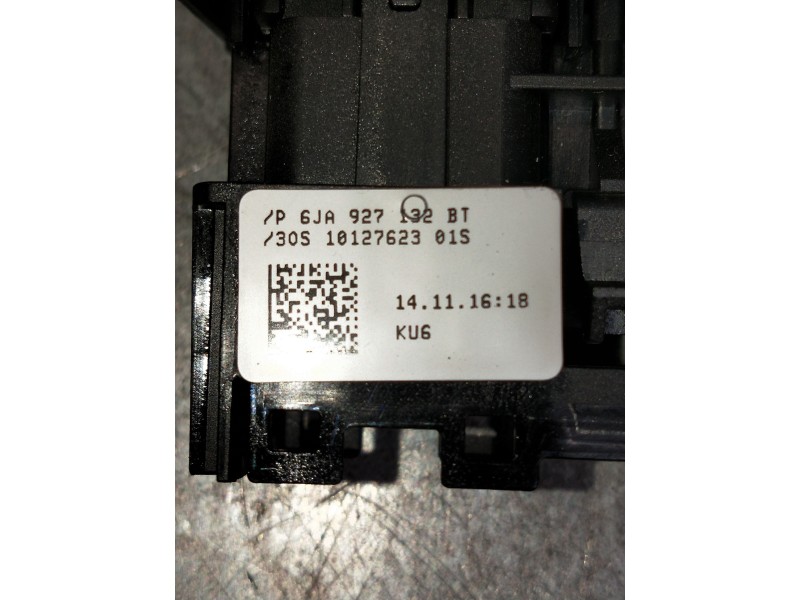 /P 6JA 927 132 BT
/30S 10127623 01S
14.11.16:18
KU6